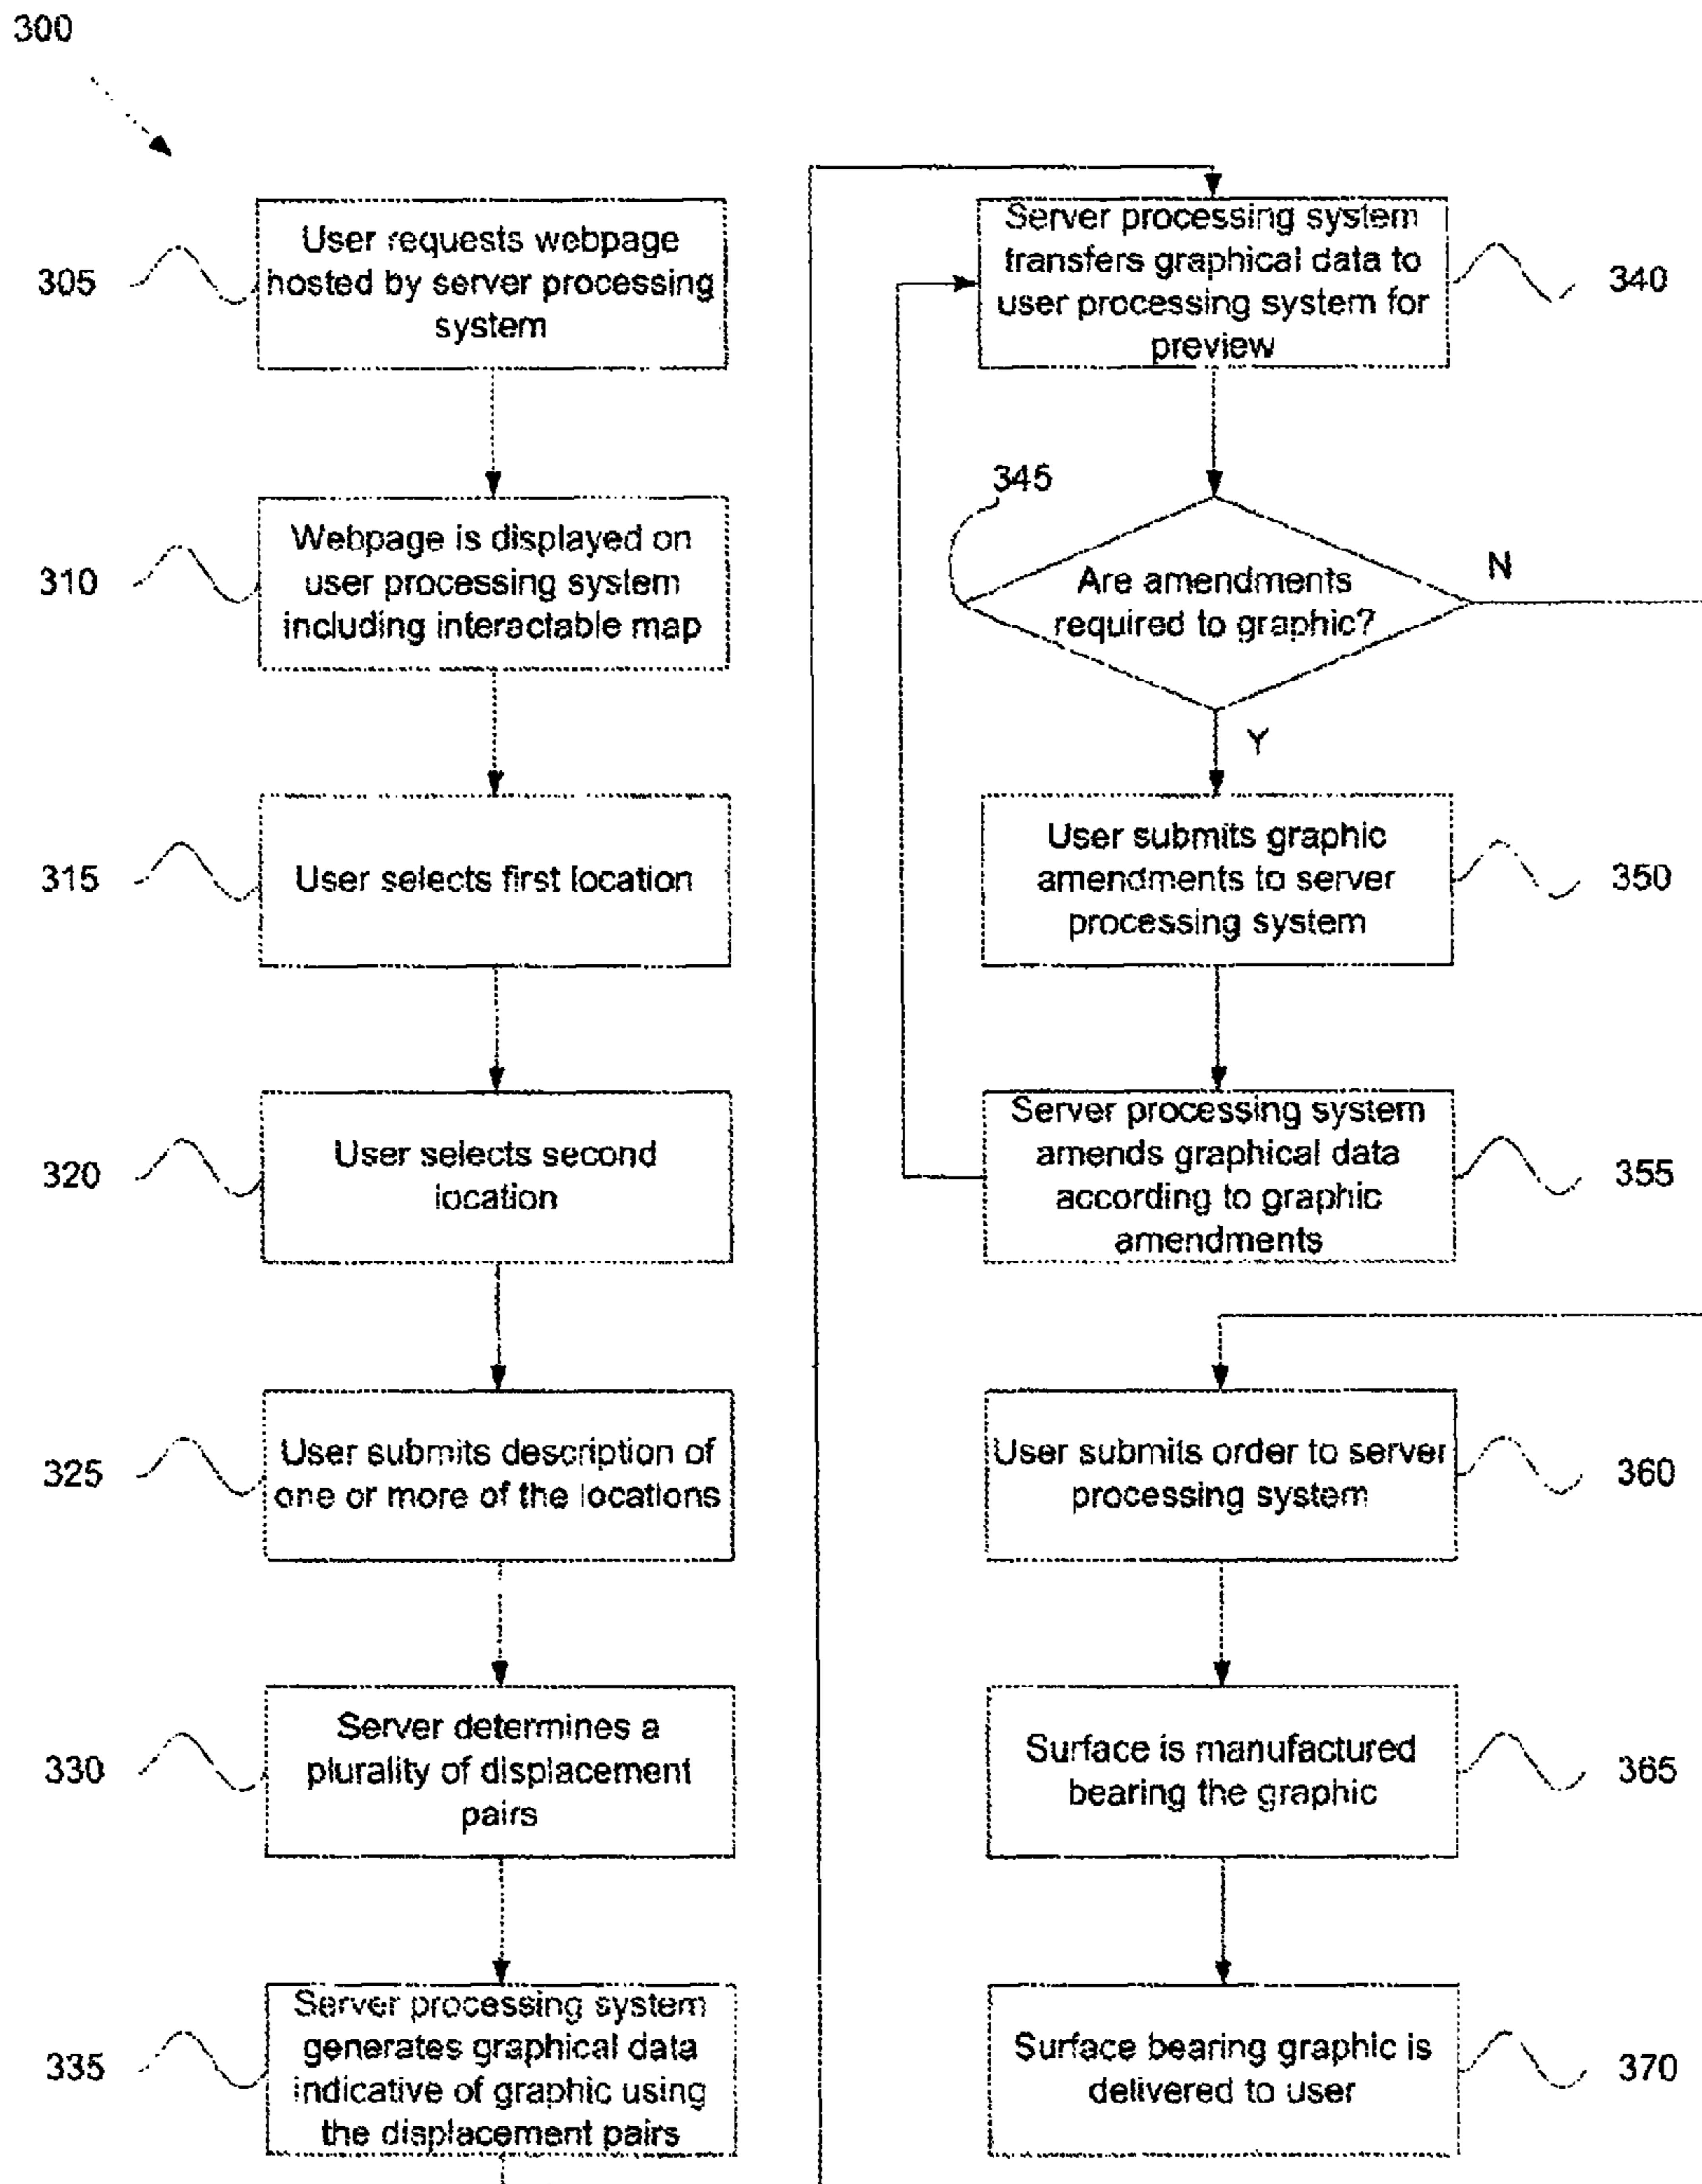 300
305
User requests webpage
hosted by server processing
system
310
Webpage is displayed on
user processing system
including interactable map
315
User selects first location
320
User selects second
location
325
User submits description of
one or more of the locations
330
Server determines a
plurality of displacement
pairs
335
Server processing system
generates graphical data
indicative of graphic using
the displacement pairs
Server processing system
transfers graphical data to
user processing system for
preview
340
345
Are amendments
required to graphic?
N
Y
User submits graphic
amendments to server
processing system
350
Server processing system
amends graphical data
according to graphic
amendments
355
User submits order to server
processing system
360
Surface is manufactured
bearing the graphic
365
Surface bearing graphic is
delivered to user
370